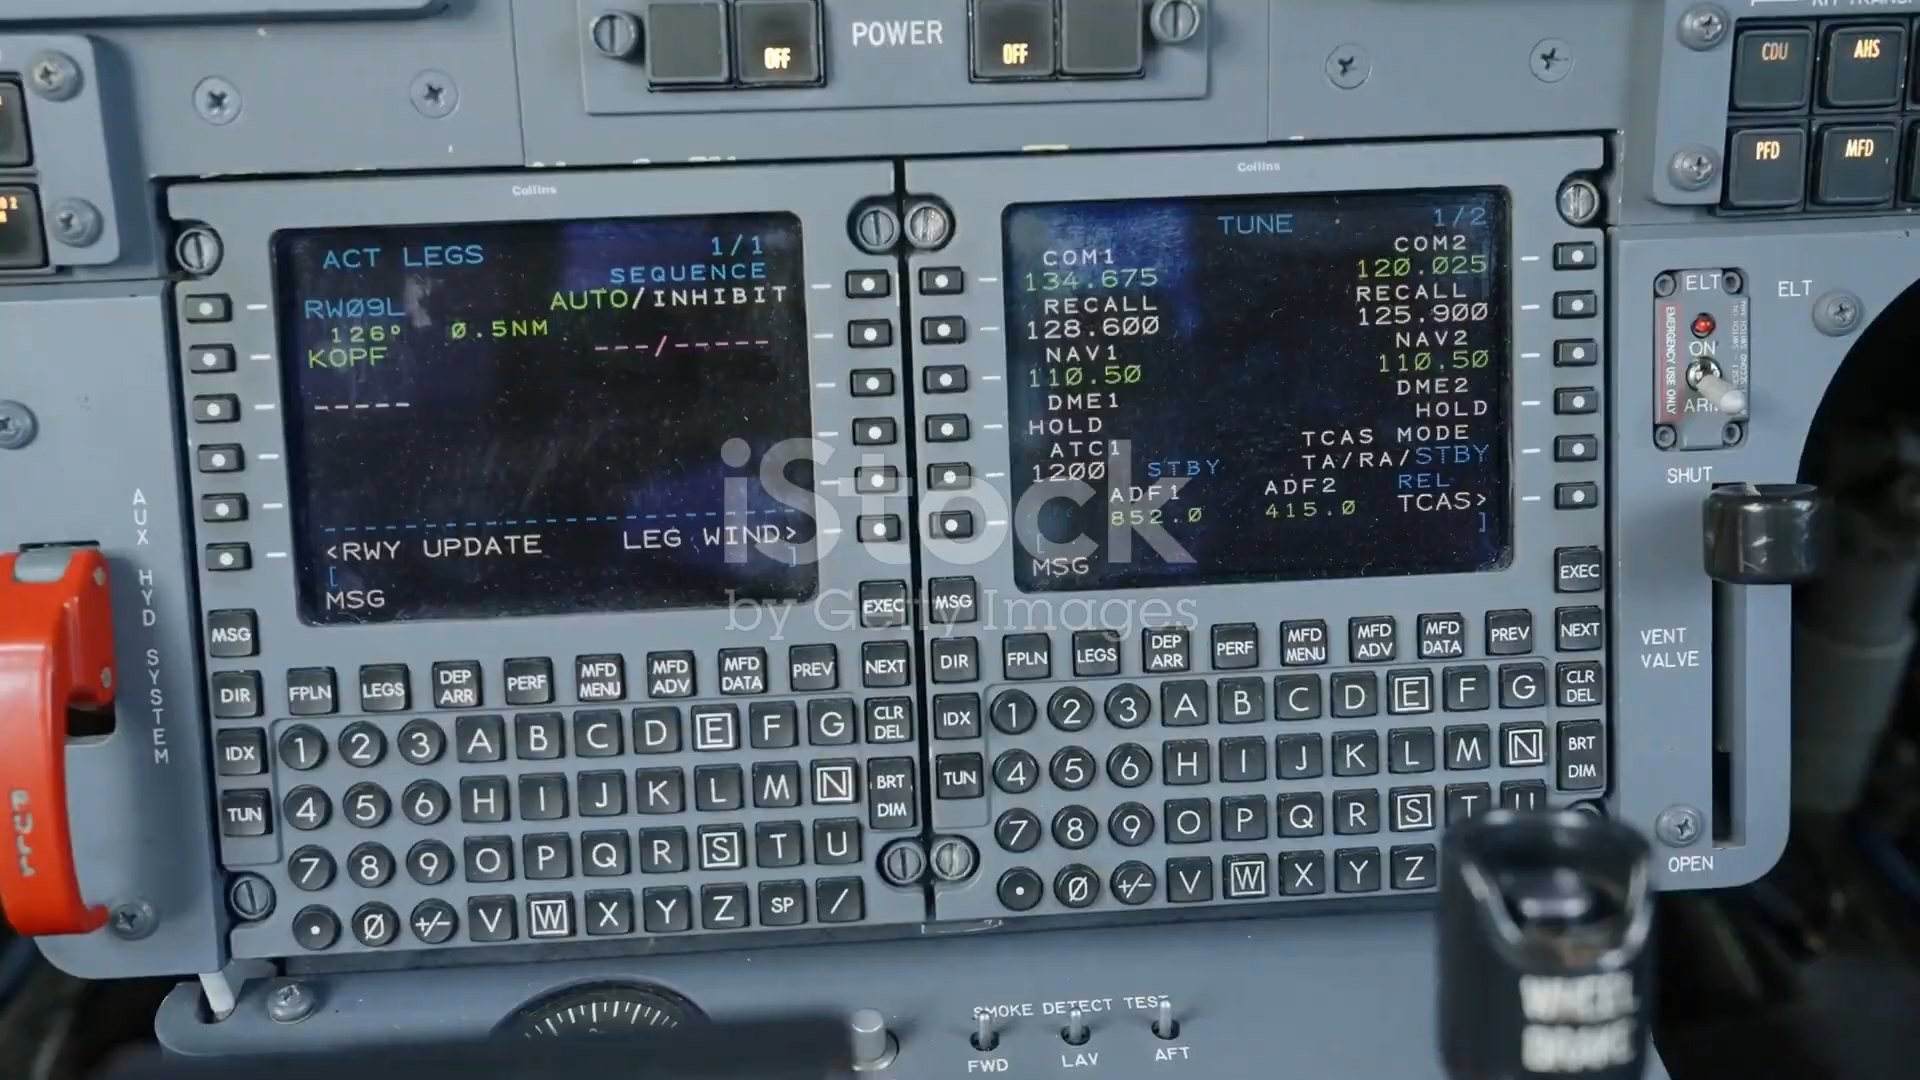 POWER
OFF
OFF
CDU
AHS
PFD
MFD
Collins
Collins
ACT LEGS 1/1
SEQUENCE
RW09L AUTO/INHIBIT
126° 0.5NM
KOPF ---/-----
-----
<RWY UPDATE LEG WIND>
[ ]
MSG
TUNE 1/2
COM1 COM2
134.675 120.025
RECALL RECALL
128.600 125.900
NAV1 NAV2
110.50 110.50
DME1 DME2
HOLD HOLD
ATC1 TCAS MODE
1200 STBY TA/RA/STBY
ADF1 ADF2 REL
852.0 415.0 TCAS>
[ ]
MSG
ELT
ELT
EMERGENCY USE ONLY
ON
ARM
SHUT
VENT
VALVE
OPEN
AUX HYD SYSTEM
PULL
EXEC
MSG
DIR
FPLN
LEGS
DEP
ARR
PERF
MFD
MENU
MFD
ADV
MFD
DATA
PREV
NEXT
IDX
1 2 3 A B C D E F G
CLR
DEL
TUN
4 5 6 H I J K L M N
BRT
DIM
7 8 9 O P Q R S T U
. 0 +/- V W X Y Z SP /
MSG
EXEC
DIR
FPLN
LEGS
DEP
ARR
PERF
MFD
MENU
MFD
ADV
MFD
DATA
PREV
NEXT
IDX
1 2 3 A B C D E F G
CLR
DEL
TUN
4 5 6 H I J K L M N
BRT
DIM
7 8 9 O P Q R S T U
. 0 +/- V W X Y Z
SMOKE DETECT TEST
FWD
LAV
AFT
WHEEL
iStock
by Getty Images